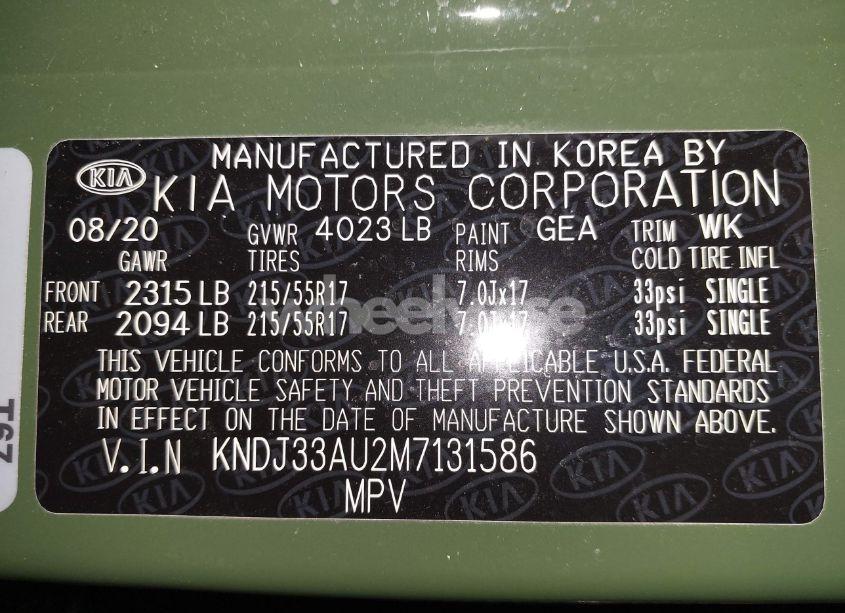 MANUFACTURED IN KOREA BY
KIA KIA MOTORS CORPORATION
08/20 GVWR 4023 LB PAINT GEA TRIM WK
GAWR TIRES RIMS COLD TIRE INFL
FRONT 2315 LB 215/55R17 7.0Jx17 33psi SINGLE
REAR 2094 LB 215/55R17 7.0Jx17 33psi SINGLE
THIS VEHICLE CONFORMS TO ALL APPLICABLE U.S.A. FEDERAL
MOTOR VEHICLE SAFETY AND THEFT PREVENTION STANDARDS
IN EFFECT ON THE DATE OF MANUFACTURE SHOWN ABOVE.
V.I.N KNDJ33AU2M7131586
MPV
T67